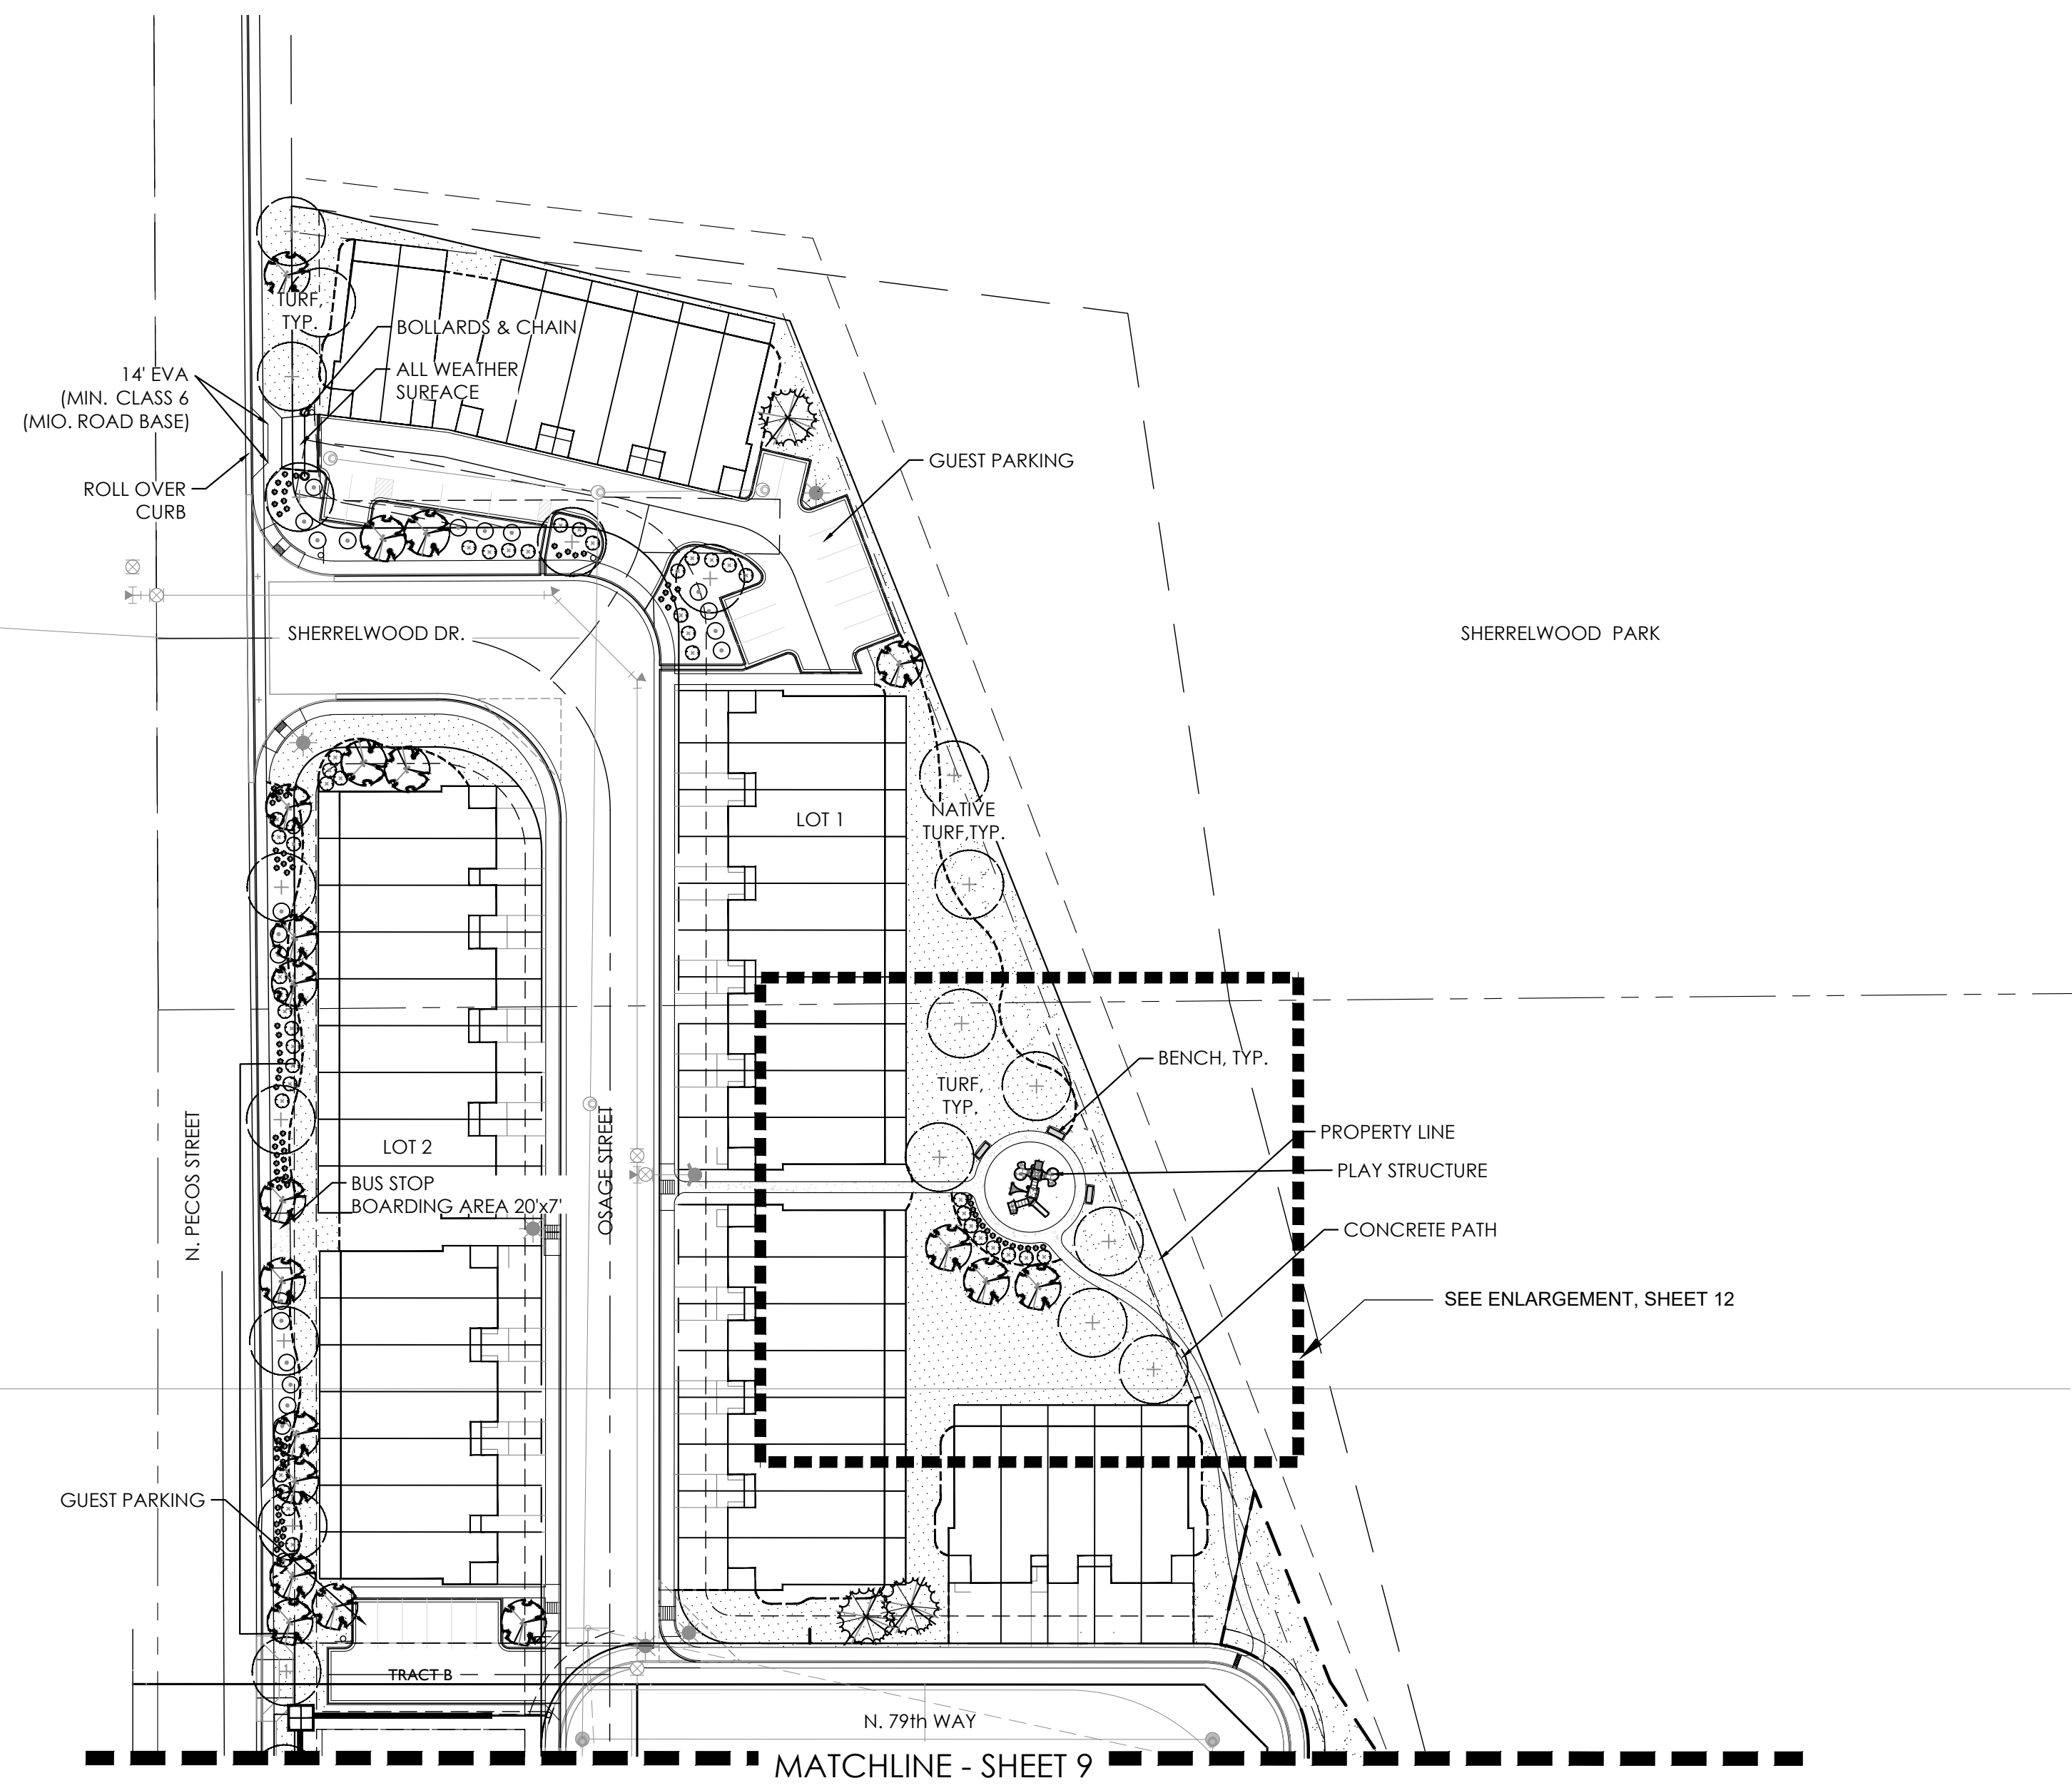 TURF,
TYP.
BOLLARDS & CHAIN
ALL WEATHER
SURFACE
14' EVA
(MIN. CLASS 6
(MIO. ROAD BASE)
ROLL OVER
CURB
GUEST PARKING
SHERRELWOOD DR.
SHERRELWOOD PARK
LOT 1
NATIVE
TURF,TYP.
BENCH, TYP.
TURF,
TYP.
PROPERTY LINE
PLAY STRUCTURE
CONCRETE PATH
N. PECOS STREET
LOT 2
OSAGE STREET
BUS STOP
BOARDING AREA 20'x7'
SEE ENLARGEMENT, SHEET 12
GUEST PARKING
TRACT B
N. 79th WAY
MATCHLINE - SHEET 9